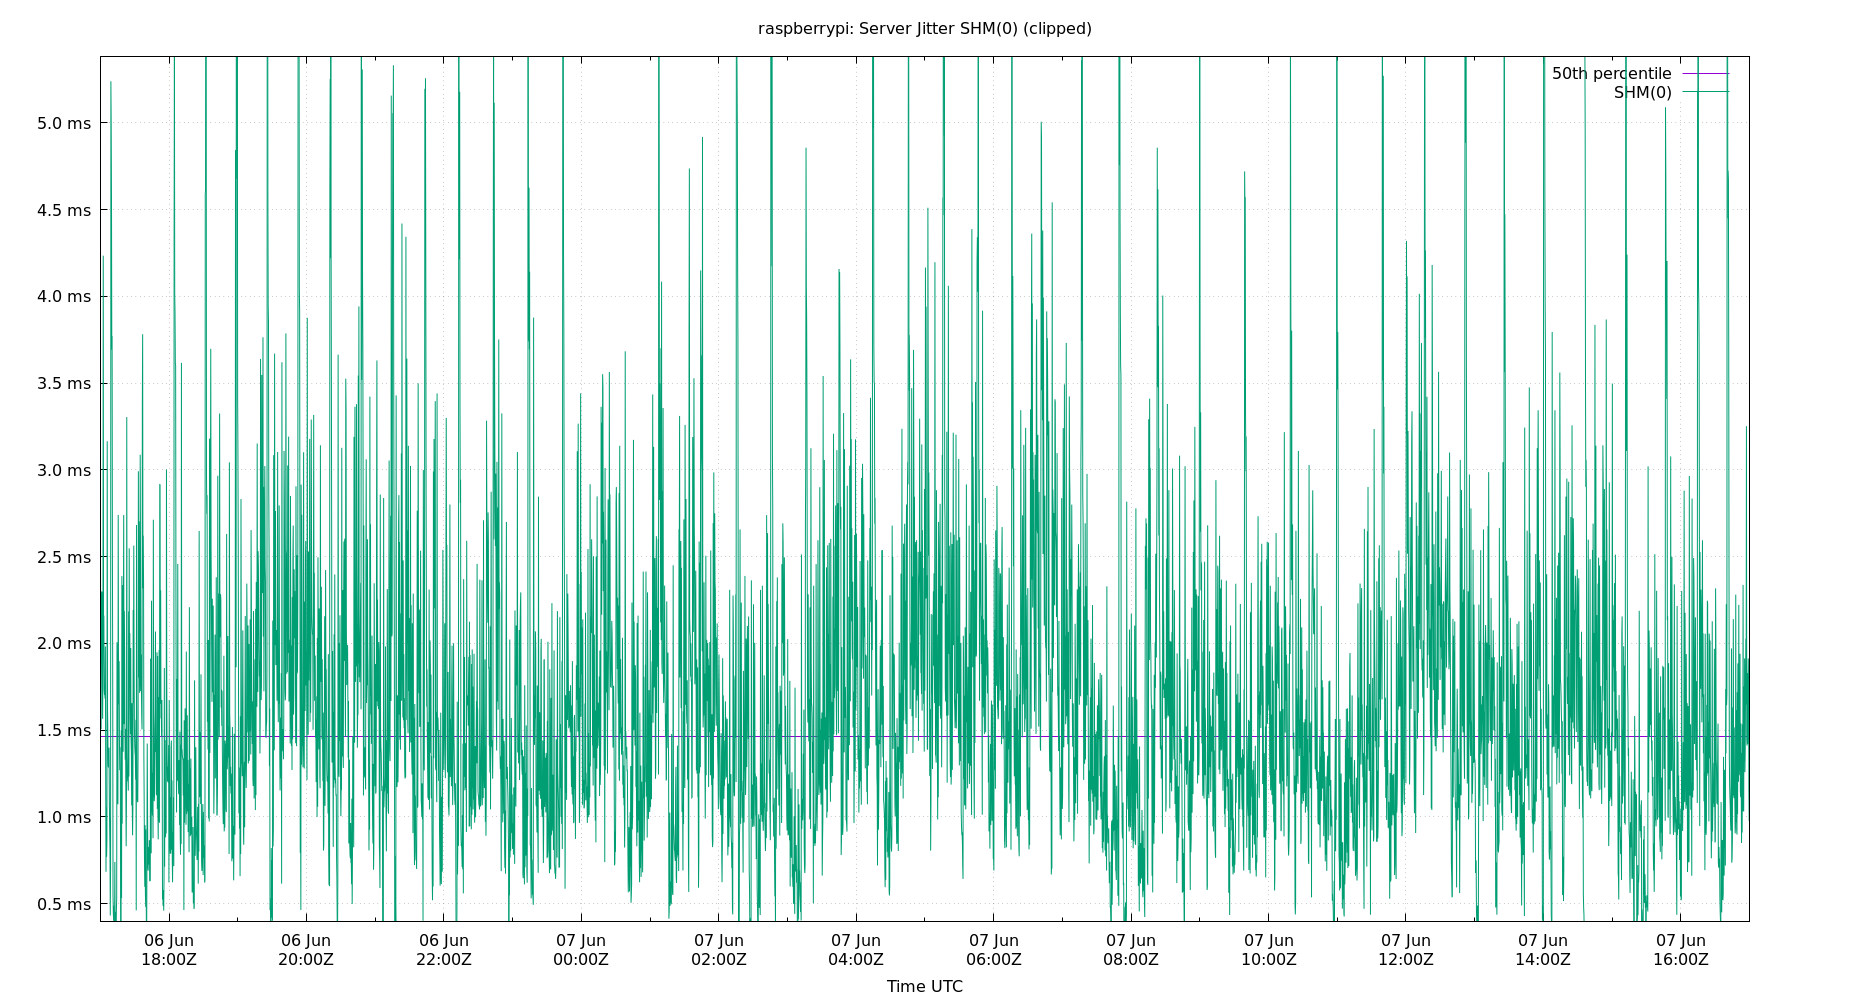 raspberrypi: Server Jitter SHM(0) (clipped)
50th percentile
SHM(0)
5.0 ms
4.5 ms
4.0 ms
3.5 ms
3.0 ms
2.5 ms
2.0 ms
1.5 ms
1.0 ms
0.5 ms
06 Jun 06 Jun 06 Jun 07 Jun 07 Jun 07 Jun 07 Jun 07 Jun 07 Jun 07 Jun 07 Jun 07 Jun
18:00Z 20:00Z 22:00Z 00:00Z 02:00Z 04:00Z 06:00Z 08:00Z 10:00Z 12:00Z 14:00Z 16:00Z
Time UTC